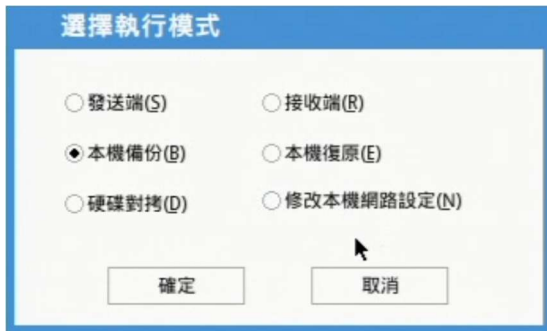 選擇執行模式
發送端(S) 接收端(R)
本機備份(B) 本機復原(E)
硬碟對拷(D) 修改本機網路設定(N)
確定 取消